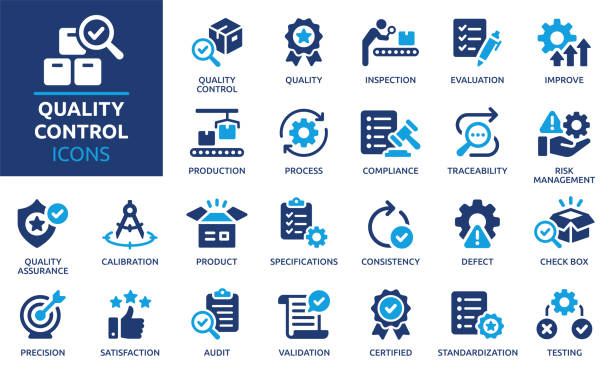 QUALITY
CONTROL
ICONS
QUALITY
CONTROL
QUALITY
INSPECTION
EVALUATION
IMPROVE
PRODUCTION
PROCESS
COMPLIANCE
TRACEABILITY
RISK
MANAGEMENT
QUALITY
ASSURANCE
CALIBRATION
PRODUCT
SPECIFICATIONS
CONSISTENCY
DEFECT
CHECK BOX
PRECISION
SATISFACTION
AUDIT
VALIDATION
CERTIFIED
STANDARDIZATION
TESTING